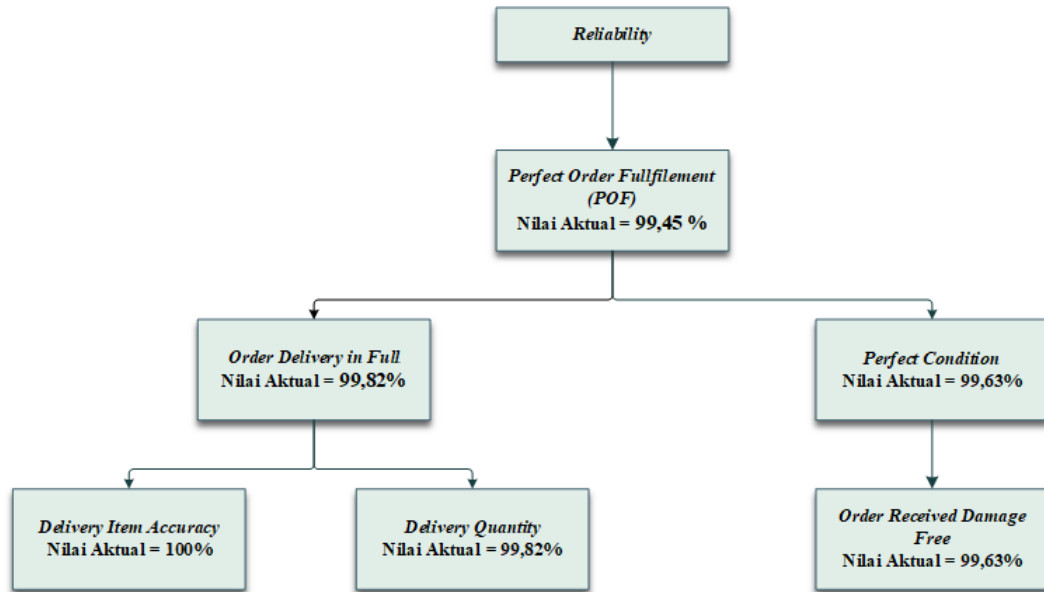 Reliability
Perfect Order Fullfilement
(POF)
Nilai Aktual = 99,45 %
Order Delivery in Full
Nilai Aktual = 99,82%
Perfect Condition
Nilai Aktual = 99,63%
Delivery Item Accuracy
Nilai Aktual = 100%
Delivery Quantity
Nilai Aktual = 99,82%
Order Received Damage
Free
Nilai Aktual = 99,63%